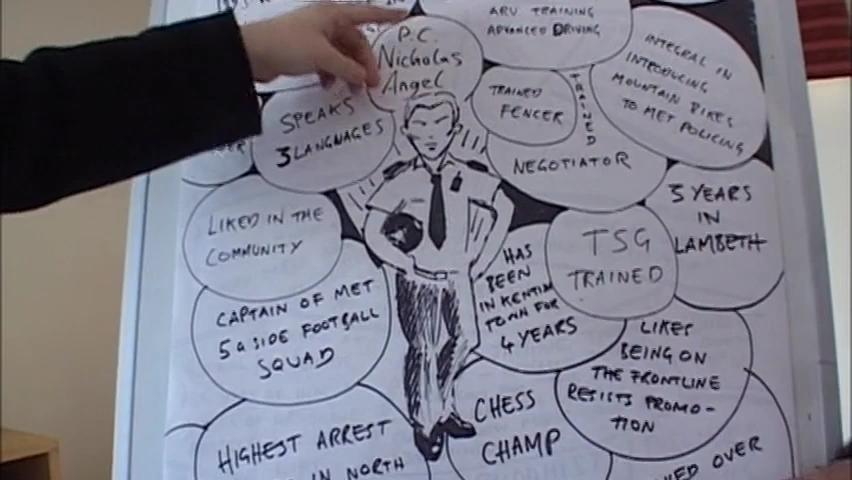 P.C.
Nicholas
Angel
ARV TRAINING
ADVANCED DRIVING
INTEGRAL IN
INTRODUCING
MOUNTAIN BIKES
TO MET POLICING
TRAINED
FENCER
TRAINED
NEGOTIATOR
SPEAKS
3 LANGUAGES
LIKED IN THE
COMMUNITY
3 YEARS
IN
LAMBETH
TSG
TRAINED
HAS
BEEN
IN KENTISH
TOWN FOR
4 YEARS
CAPTAIN OF MET
5 A SIDE FOOTBALL
SQUAD
LIKES
BEING ON
THE FRONTLINE
RESISTS PROMO-
TION
CHESS
CHAMP
HIGHEST ARREST
IN NORTH
OVER